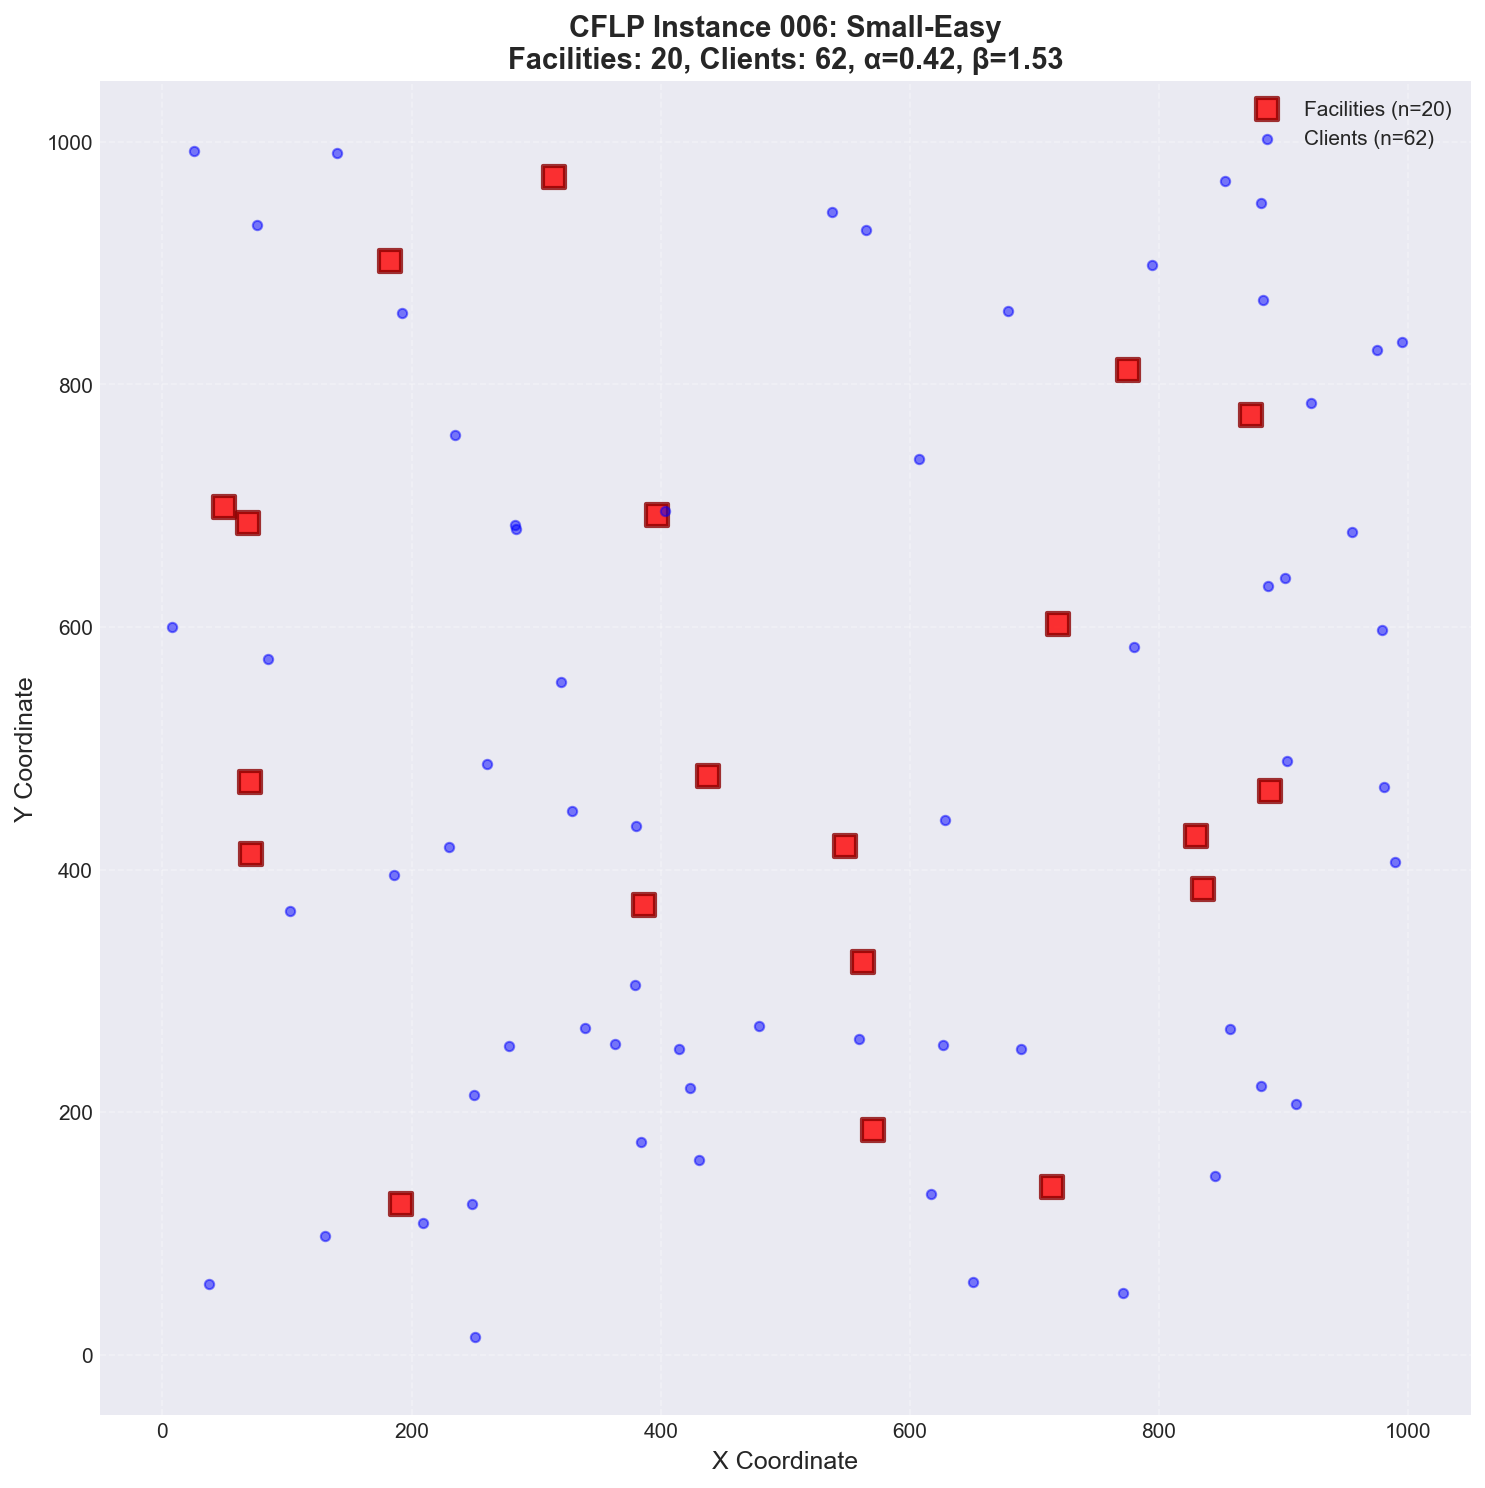 CFLP Instance 006: Small-Easy
Facilities: 20, Clients: 62, α=0.42, β=1.53
Facilities (n=20)
Clients (n=62)
1000
800
600
400
200
0
Y Coordinate
0 200 400 600 800 1000
X Coordinate